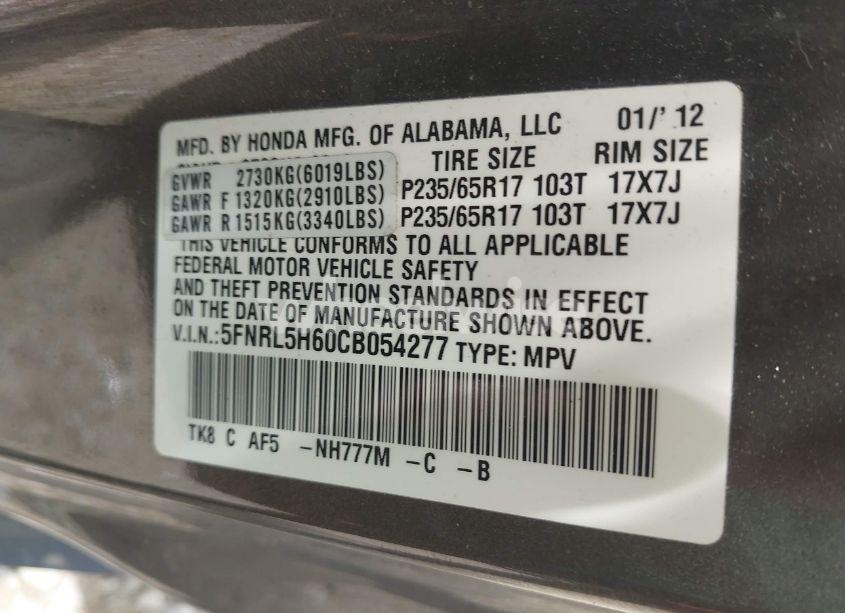 MFD. BY HONDA MFG. OF ALABAMA, LLC 01/' 12
TIRE SIZE RIM SIZE
GVWR 2730KG(6019LBS)
GAWR F 1320KG(2910LBS) P235/65R17 103T 17X7J
GAWR R 1515KG(3340LBS) P235/65R17 103T 17X7J
THIS VEHICLE CONFORMS TO ALL APPLICABLE
FEDERAL MOTOR VEHICLE SAFETY
AND THEFT PREVENTION STANDARDS IN EFFECT
ON THE DATE OF MANUFACTURE SHOWN ABOVE.
V.I.N.:5FNRL5H60CB054277 TYPE: MPV
TK8 C AF5 -NH777M -C -B